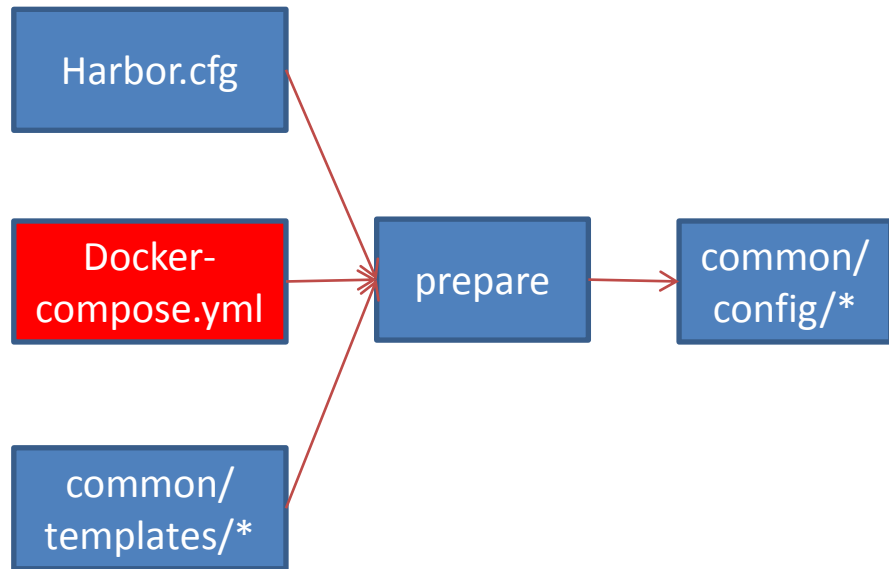 Harbor.cfg
Docker-
compose.yml
prepare
common/
config/*
common/
templates/*